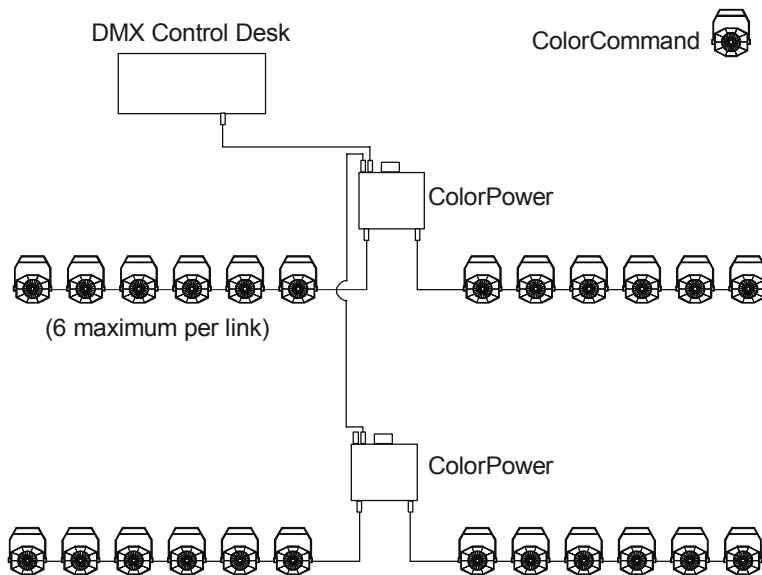 DMX Control Desk
ColorCommand
ColorPower
(6 maximum per link)
ColorPower